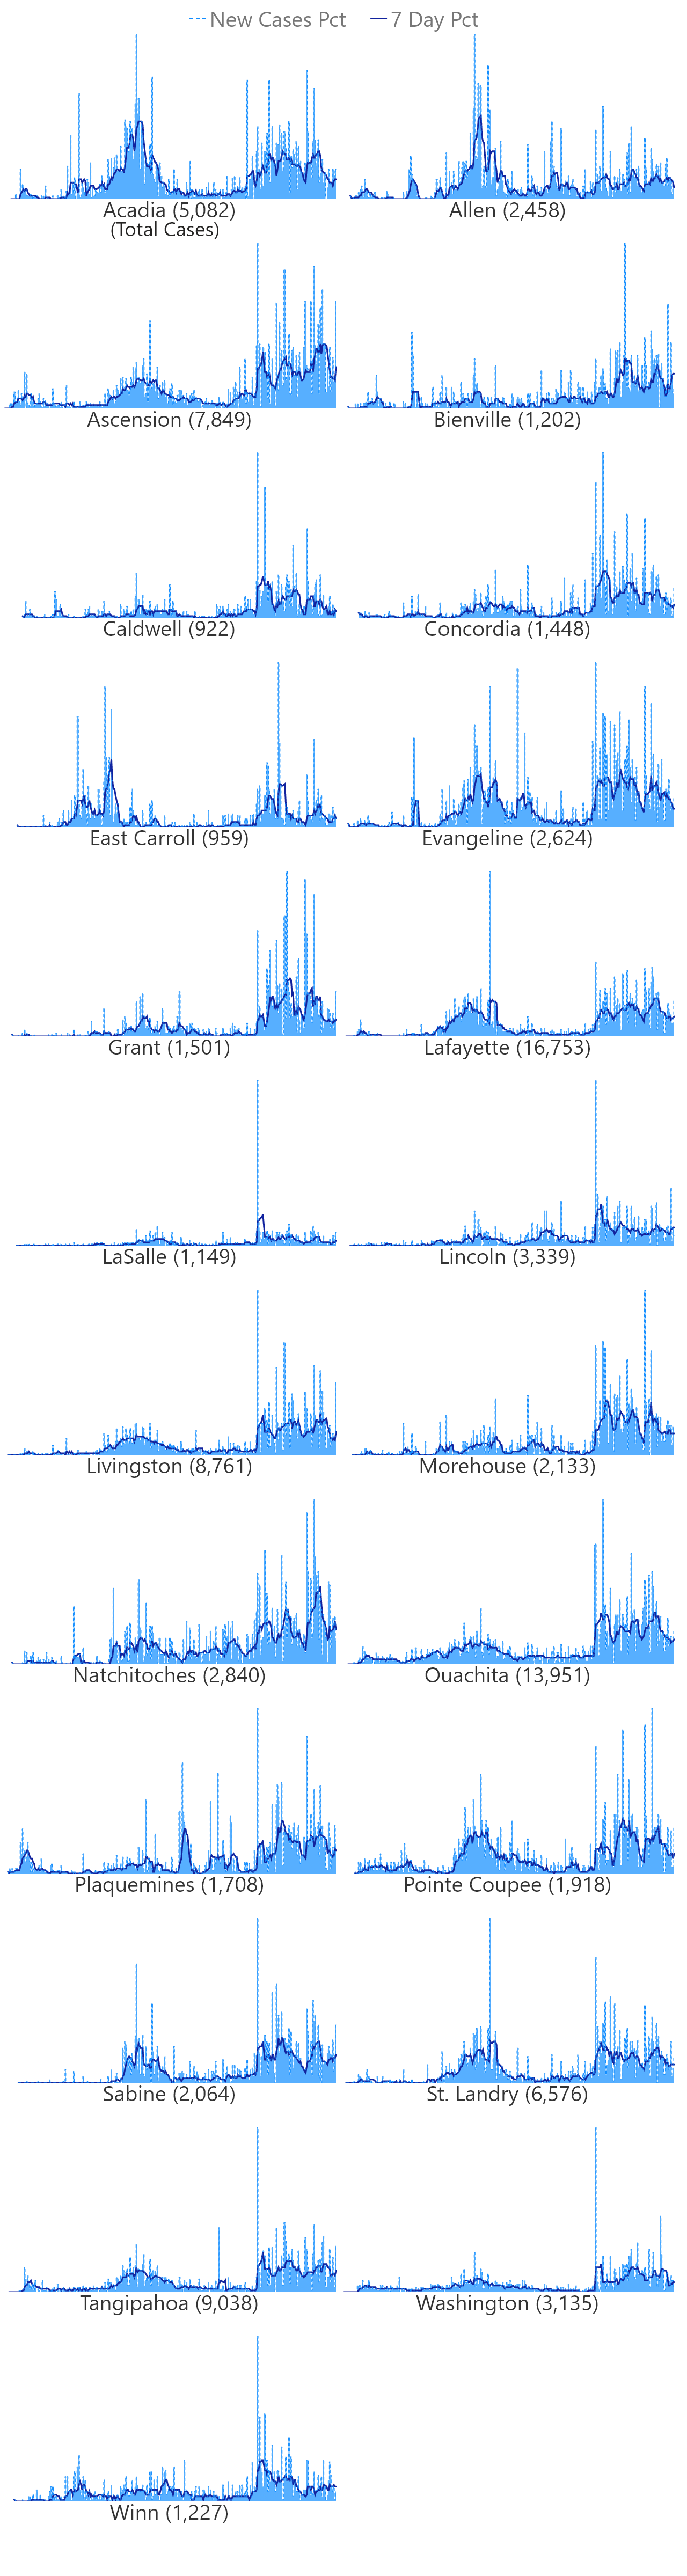 New Cases Pct 7 Day Pct
Acadia (5,082) Allen (2,458)
(Total Cases)
Ascension (7,849) Bienville (1,202)
Caldwell (922) Concordia (1,448)
East Carroll (959) Evangeline (2,624)
Grant (1,501) Lafayette (16,753)
LaSalle (1,149) Lincoln (3,339)
Livingston (8,761) Morehouse (2,133)
Natchitoches (2,840) Ouachita (13,951)
Plaquemines (1,708) Pointe Coupee (1,918)
Sabine (2,064) St. Landry (6,576)
Tangipahoa (9,038) Washington (3,135)
Winn (1,227)